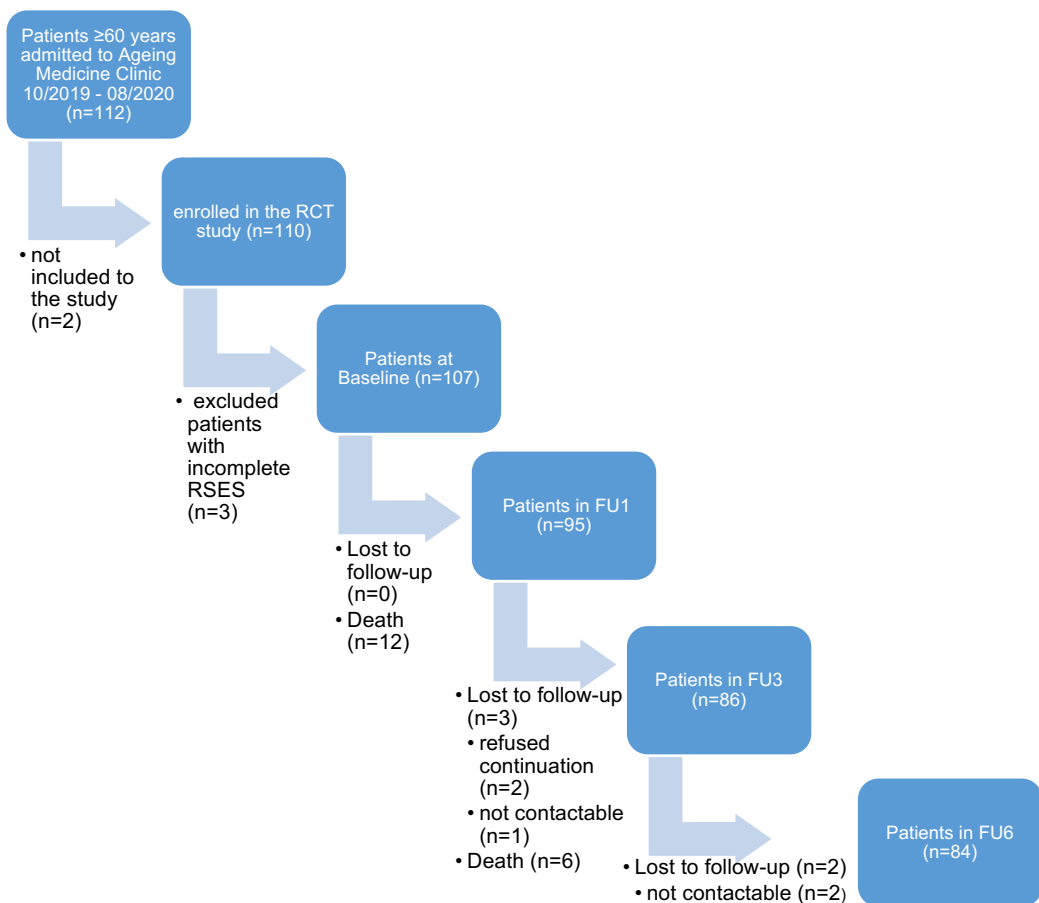 Patients ≥60 years
admitted to Ageing
Medicine Clinic
10/2019 - 08/2020
(n=112)
• not
included to
the study
(n=2)
enrolled in the RCT
study (n=110)
• excluded
patients
with
incomplete
RSES
(n=3)
Patients at
Baseline (n=107)
• Lost to
follow-up
(n=0)
• Death
(n=12)
Patients in FU1
(n=95)
• Lost to follow-up
(n=3)
• refused
continuation
(n=2)
• not contactable
(n=1)
• Death (n=6)
Patients in FU3
(n=86)
• Lost to follow-up (n=2)
• not contactable (n=2)
Patients in FU6
(n=84)